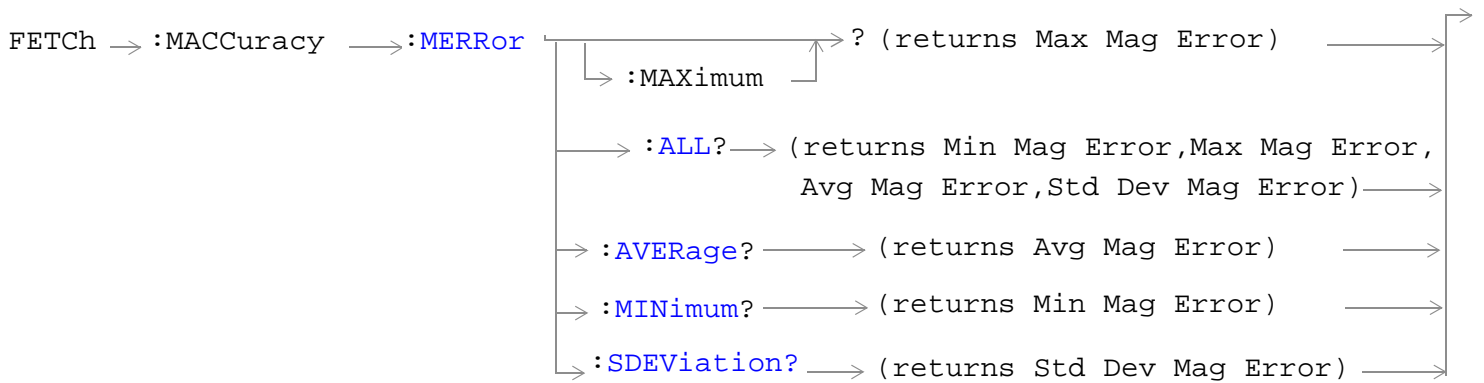 FETCh :MACCuracy :MERRor ? (returns Max Mag Error)
:MAXimum
:ALL? (returns Min Mag Error,Max Mag Error,
Avg Mag Error,Std Dev Mag Error)
:AVERage? (returns Avg Mag Error)
:MINimum? (returns Min Mag Error)
:SDEViation? (returns Std Dev Mag Error)